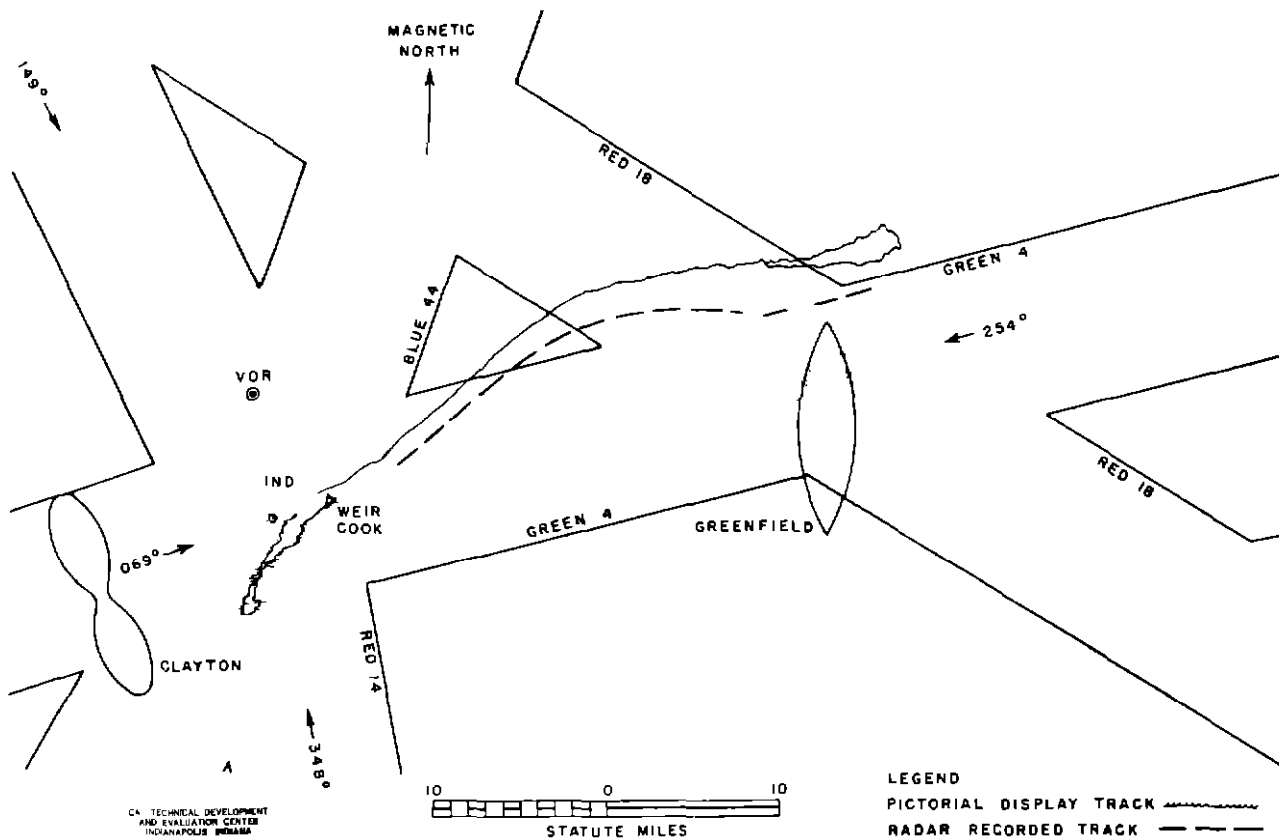 MAGNETIC
NORTH
149°
RED 18
GREEN 4
254°
BLUE 44
VOR
IND
WEIR
COOK
GREEN 4
GREENFIELD
RED 18
069°
CLAYTON
RED 14
348°
A
CA TECHNICAL DEVELOPMENT
AND EVALUATION CENTER
INDIANAPOLIS INDIANA
10 0 10
STATUTE MILES
LEGEND
PICTORIAL DISPLAY TRACK
RADAR RECORDED TRACK